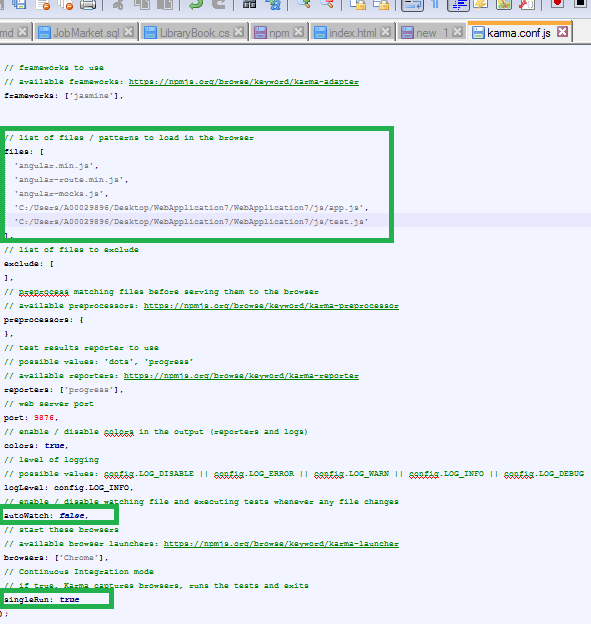 md
JobMarket.sql
LibraryBook.cs
npm
index.html
new 1
karma.conf.js
// frameworks to use
// available frameworks: https://npmjs.org/browse/keyword/karma-adapter
frameworks: ['jasmine'],
// list of files / patterns to load in the browser
files: [
'angular.min.js',
'angular-route.min.js',
'angular-mocks.js',
'C:/Users/A00029896/Desktop/WebApplication7/WebApplication7/js/app.js',
'C:/Users/A00029896/Desktop/WebApplication7/WebApplication7/js/test.js'
],
// list of files to exclude
exclude: [
],
// preprocess matching files before serving them to the browser
// available preprocessors: https://npmjs.org/browse/keyword/karma-preprocessor
preprocessors: {
},
// test results reporter to use
// possible values: 'dots', 'progress'
// available reporters: https://npmjs.org/browse/keyword/karma-reporter
reporters: ['progress'],
// web server port
port: 9876,
// enable / disable colors in the output (reporters and logs)
colors: true,
// level of logging
// possible values: config.LOG_DISABLE || config.LOG_ERROR || config.LOG_WARN || config.LOG_INFO || config.LOG_DEBUG
logLevel: config.LOG_INFO,
// enable / disable watching file and executing tests whenever any file changes
autoWatch: false,
// start these browsers
// available browser launchers: https://npmjs.org/browse/keyword/karma-launcher
browsers: ['Chrome'],
// Continuous Integration mode
// if true, Karma captures browsers, runs the tests and exits
singleRun: true
);